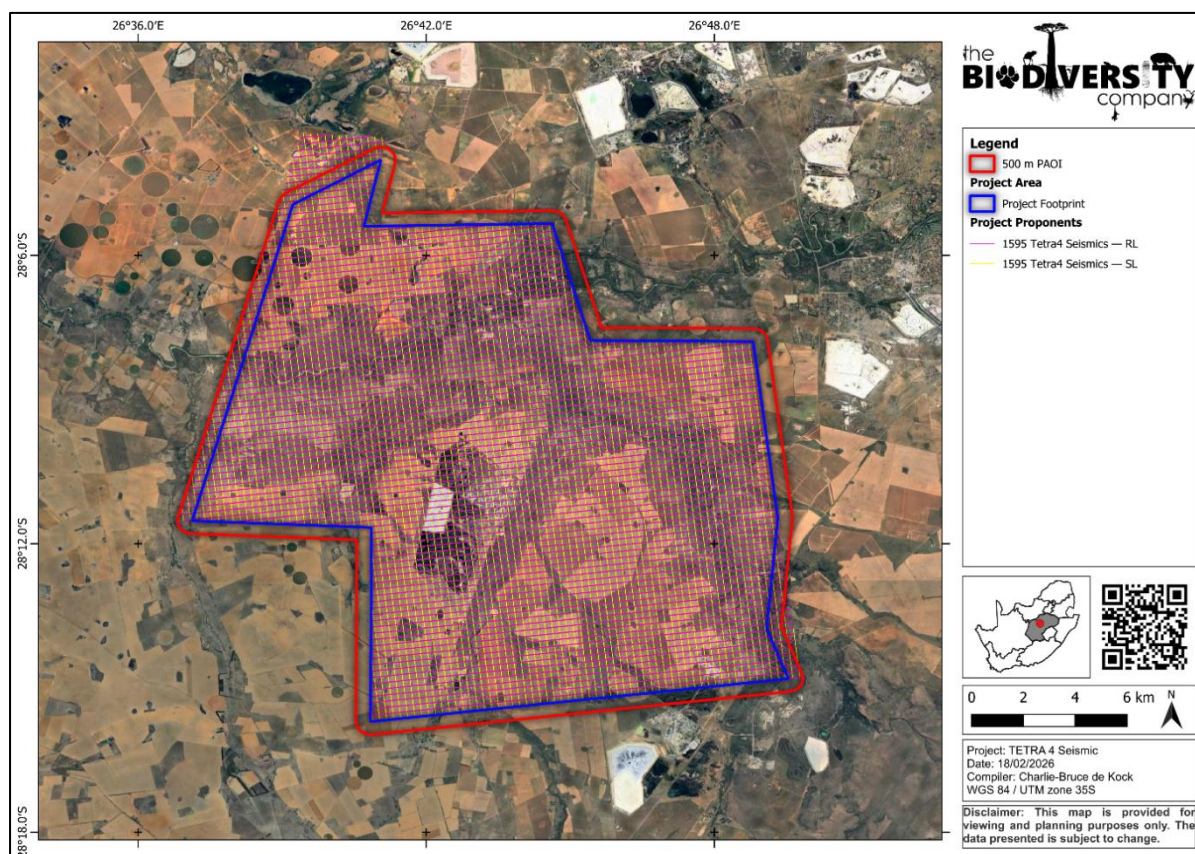 26°36.0'E 26°42.0'E 26°48.0'E
28°6.0'S
28°12.0'S
28°18.0'S
the
BIODIVERSITY
company
Legend
500 m PAOI
Project Area
Project Footprint
Project Proponents
1595 Tetra4 Seismics — RL
1595 Tetra4 Seismics — SL
0 2 4 6 km
N
Project: TETRA 4 Seismic
Date: 18/02/2026
Compiler: Charlie-Bruce de Kock
WGS 84 / UTM zone 35S
Disclaimer: This map is provided for
viewing and planning purposes only. The
data presented is subject to change.